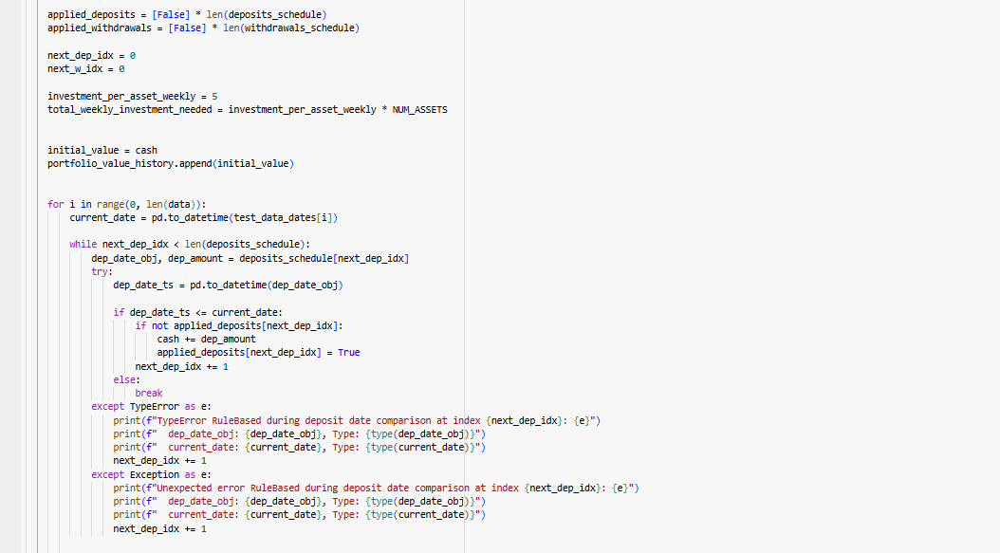 applied_deposits = [False] * len(deposits_schedule)
applied_withdrawals = [False] * len(withdrawals_schedule)
next_dep_idx = 0
next_w_idx = 0
investment_per_asset_weekly = 5
total_weekly_investment_needed = investment_per_asset_weekly * NUM_ASSETS
initial_value = cash
portfolio_value_history.append(initial_value)
for i in range(0, len(data)):
    current_date = pd.to_datetime(test_data_dates[i])
    while next_dep_idx < len(deposits_schedule):
        dep_date_obj, dep_amount = deposits_schedule[next_dep_idx]
        try:
            dep_date_ts = pd.to_datetime(dep_date_obj)
            if dep_date_ts <= current_date:
                if not applied_deposits[next_dep_idx]:
                    cash += dep_amount
                    applied_deposits[next_dep_idx] = True
                next_dep_idx += 1
            else:
                break
        except TypeError as e:
            print(f"TypeError RuleBased during deposit date comparison at index {next_dep_idx}: {e}")
            print(f"  dep_date_obj: {dep_date_obj}, Type: {type(dep_date_obj)}")
            print(f"  current_date: {current_date}, Type: {type(current_date)}")
            next_dep_idx += 1
        except Exception as e:
            print(f"Unexpected error RuleBased during deposit date comparison at index {next_dep_idx}: {e}")
            print(f"  dep_date_obj: {dep_date_obj}, Type: {type(dep_date_obj)}")
            print(f"  current_date: {current_date}, Type: {type(current_date)}")
            next_dep_idx += 1